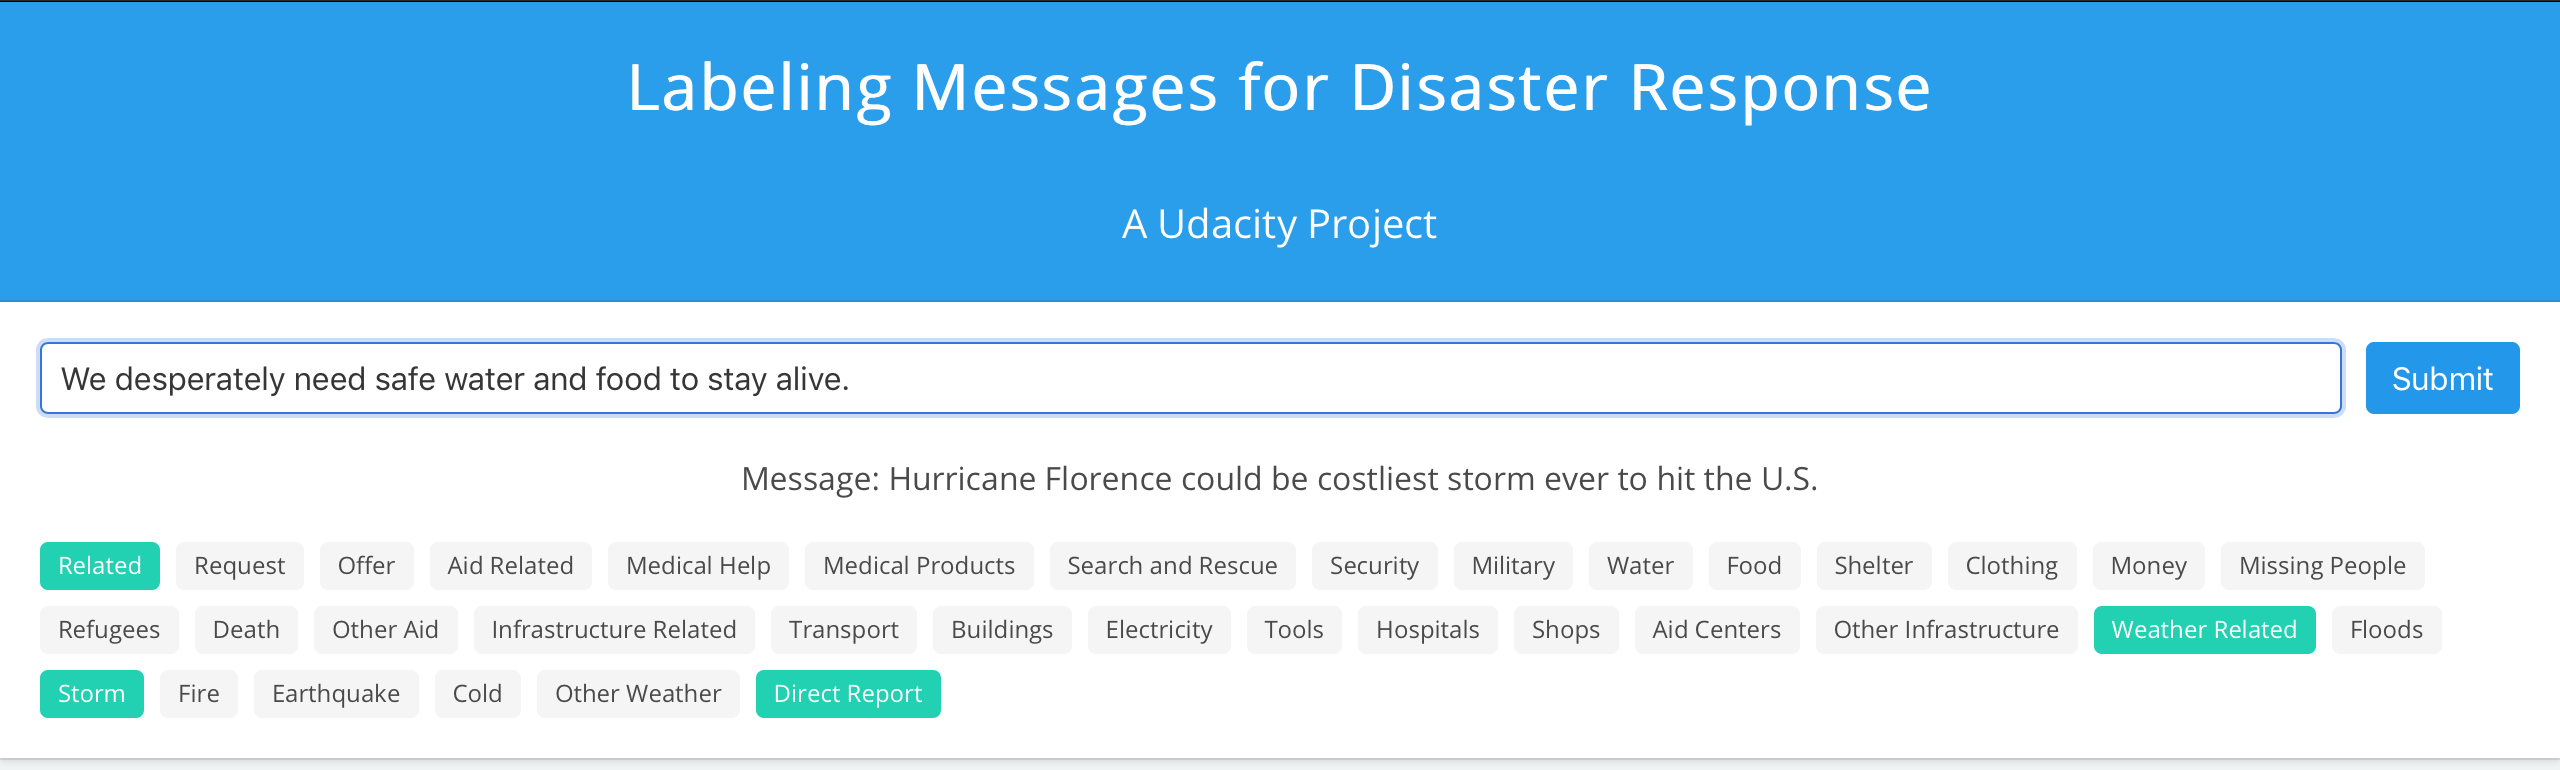 Labeling Messages for Disaster Response
A Udacity Project
We desperately need safe water and food to stay alive. Submit
Message: Hurricane Florence could be costliest storm ever to hit the U.S.
Related Request Offer Aid Related Medical Help Medical Products Search and Rescue Security Military Water Food Shelter Clothing Money Missing People
Refugees Death Other Aid Infrastructure Related Transport Buildings Electricity Tools Hospitals Shops Aid Centers Other Infrastructure Weather Related Floods
Storm Fire Earthquake Cold Other Weather Direct Report